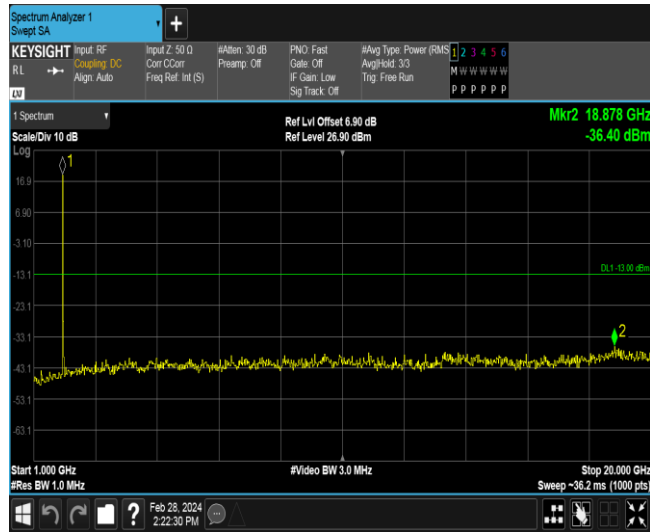 Spectrum Analyzer 1
Swept SA
+
KEYSIGHT Input: RF Input Z: 50 Ω #Atten: 30 dB PNO: Fast #Avg Type: Power (RMS 1 2 3 4 5 6
RL Coupling: DC Corr CCorr Preamp: Off Gate: Off Avg|Hold: 3/3 M W W W W W
Align: Auto Freq Ref: Int (S) IF Gain: Low Trig: Free Run
Sig Track: Off P P P P P P
LXI
1 Spectrum Ref Lvl Offset 6.90 dB Mkr2 18.878 GHz
Scale/Div 10 dB Ref Level 26.90 dBm -36.40 dBm
Log
1
16.9
6.90
-3.10
-13.1 DL1 -13.00 dBm
-23.1
-33.1
2
-43.1
-53.1
-63.1
Start 1.000 GHz #Video BW 3.0 MHz Stop 20.000 GHz
#Res BW 1.0 MHz Sweep ~36.2 ms (1000 pts)
? Feb 28, 2024
2:22:30 PM